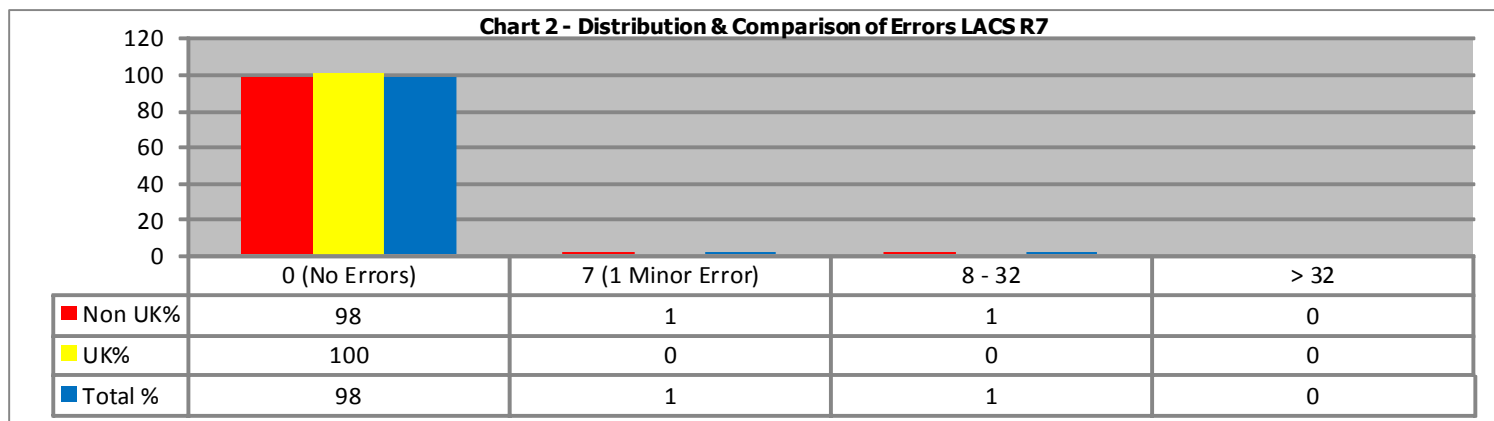 Chart 2 - Distribution & Comparison of Errors LACS R7
120
100
80
60
40
20
0
0 (No Errors) 7 (1 Minor Error) 8 - 32 > 32
Non UK% 98 1 1 0
UK% 100 0 0 0
Total % 98 1 1 0